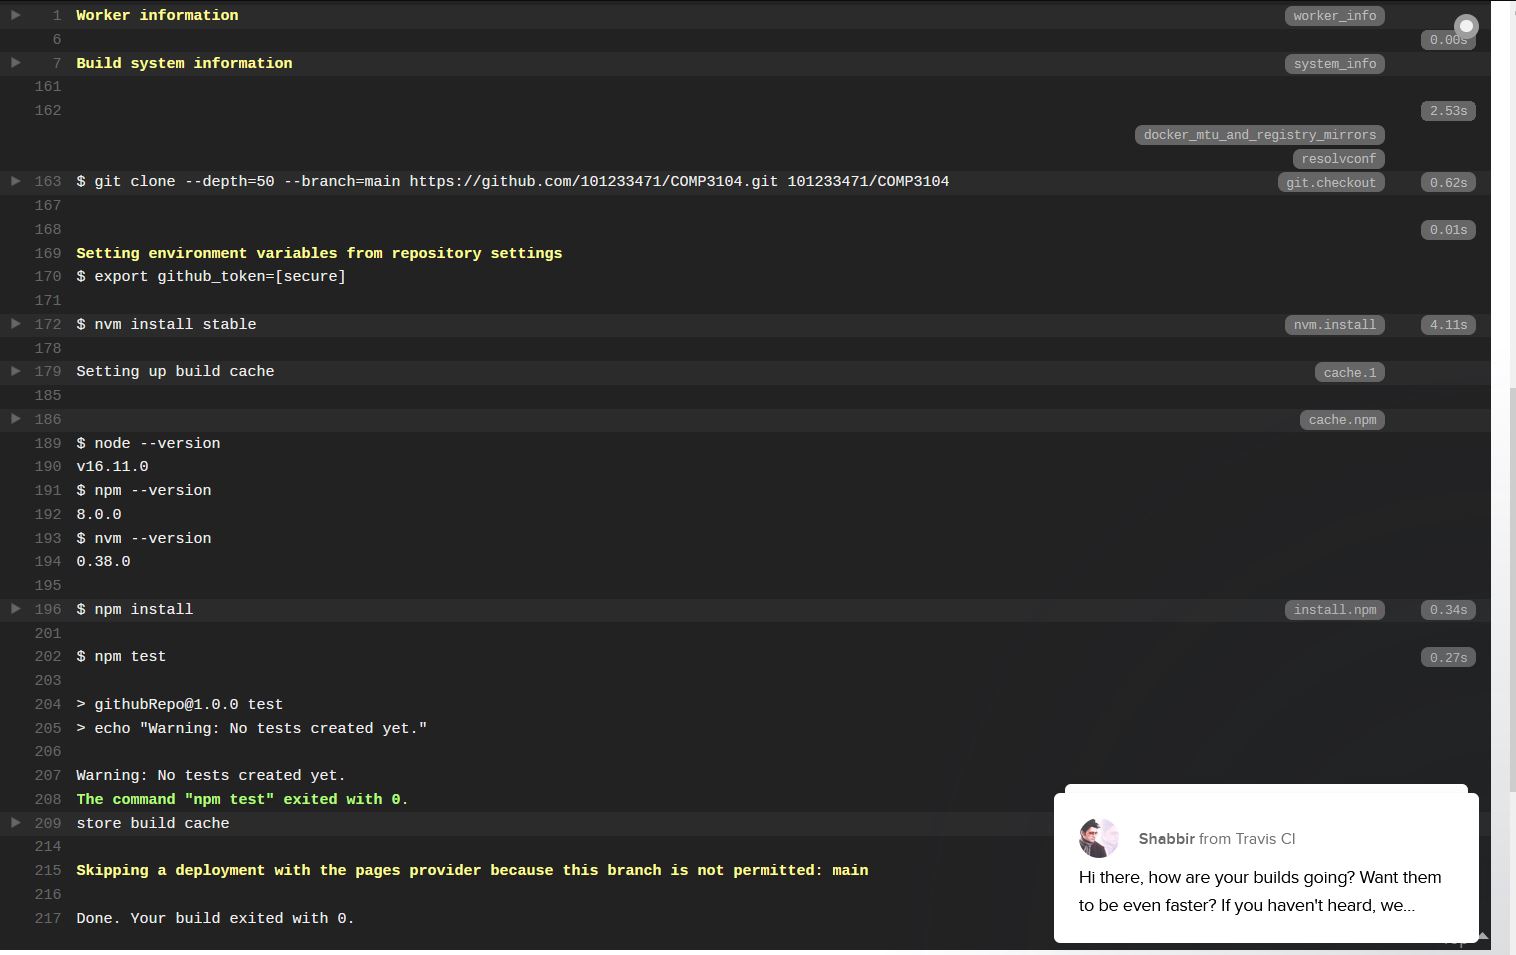 1 Worker information worker_info
6 0.00s
7 Build system information system_info
161
162 2.53s
docker_mtu_and_registry_mirrors
resolvconf
163 $ git clone --depth=50 --branch=main https://github.com/101233471/COMP3104.git 101233471/COMP3104 git.checkout 0.62s
167
168 0.01s
169 Setting environment variables from repository settings
170 $ export github_token=[secure]
171
172 $ nvm install stable nvm.install 4.11s
178
179 Setting up build cache cache.1
185
186 cache.npm
189 $ node --version
190 v16.11.0
191 $ npm --version
192 8.0.0
193 $ nvm --version
194 0.38.0
195
196 $ npm install install.npm 0.34s
201
202 $ npm test 0.27s
203
204 > githubRepo@1.0.0 test
205 > echo "Warning: No tests created yet."
206
207 Warning: No tests created yet.
208 The command "npm test" exited with 0.
209 store build cache
214
215 Skipping a deployment with the pages provider because this branch is not permitted: main
216
217 Done. Your build exited with 0.
Shabbir from Travis CI
Hi there, how are your builds going? Want them
to be even faster? If you haven't heard, we...